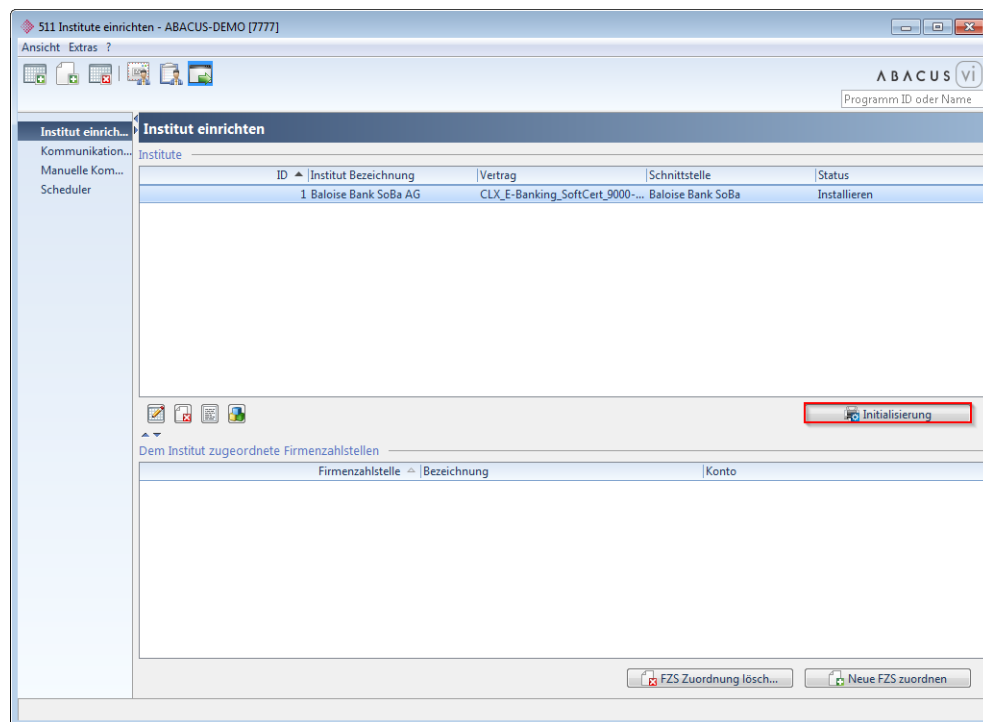 511 Institute einrichten - ABACUS-DEMO [7777]
Ansicht Extras ?
ABACUS vi
Programm ID oder Name
Institut einrich...
Kommunikation...
Manuelle Kom...
Scheduler
Institut einrichten
Institute
ID Institut Bezeichnung Vertrag Schnittstelle Status
1 Baloise Bank SoBa AG CLX_E-Banking_SoftCert_9000-... Baloise Bank SoBa Installieren
Initialisierung
Dem Institut zugeordnete Firmenzahlstellen
Firmenzahlstelle Bezeichnung Konto
FZS Zuordnung lösch...
Neue FZS zuordnen